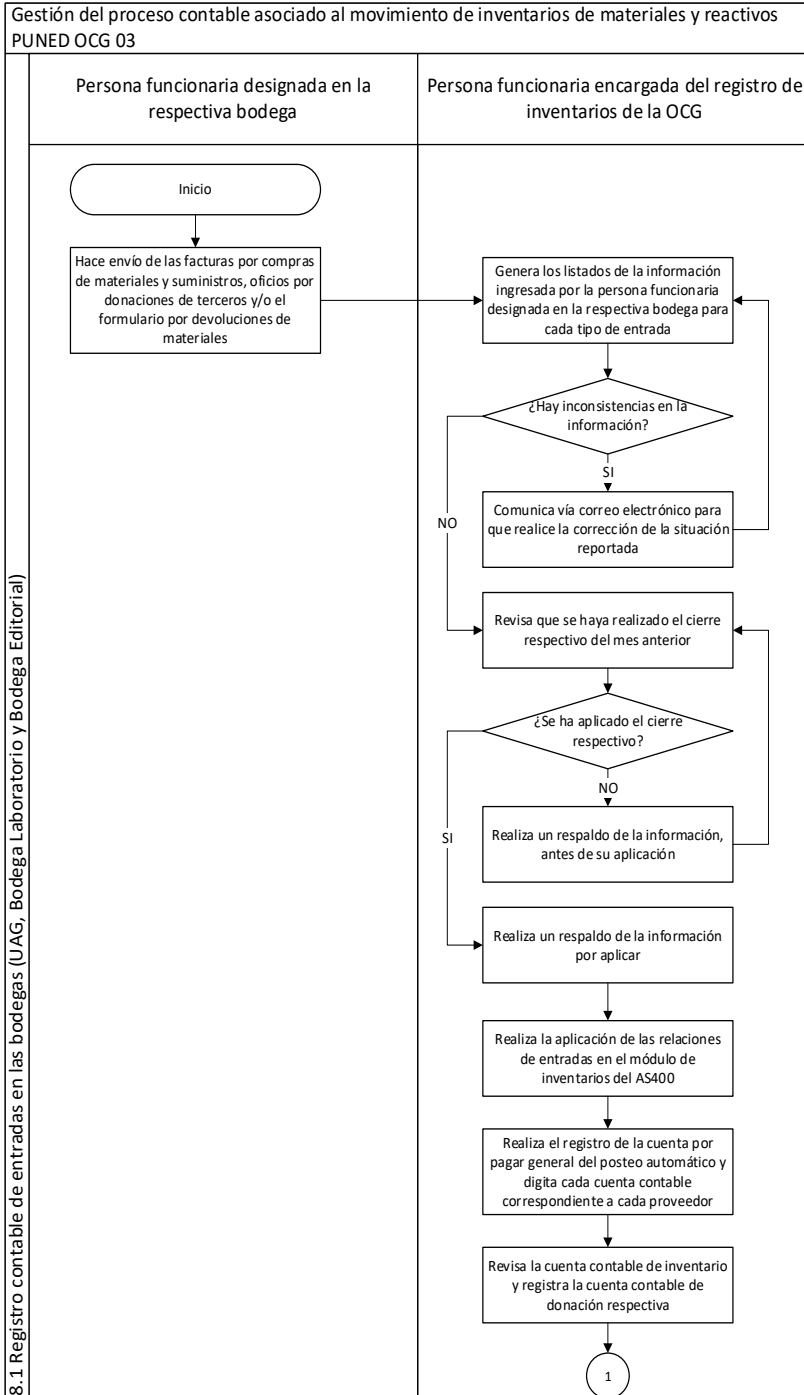 Gestión del proceso contable asociado al movimiento de inventarios de materiales y reactivos
PUNED OCG 03
Persona funcionaria designada en la
respectiva bodega
Persona funcionaria encargada del registro de
inventarios de la OCG
8.1 Registro contable de entradas en las bodegas (UAG, Bodega Laboratorio y Bodega Editorial)
Inicio
Hace envío de las facturas por compras
de materiales y suministros, oficios por
donaciones de terceros y/o el
formulario por devoluciones de
materiales
Genera los listados de la información
ingresada por la persona funcionaria
designada en la respectiva bodega para
cada tipo de entrada
¿Hay inconsistencias en la
información?
SI
NO
Comunica vía correo electrónico para
que realice la corrección de la situación
reportada
Revisa que se haya realizado el cierre
respectivo del mes anterior
¿Se ha aplicado el cierre
respectivo?
NO
SI
Realiza un respaldo de la información,
antes de su aplicación
Realiza un respaldo de la información
por aplicar
Realiza la aplicación de las relaciones
de entradas en el módulo de
inventarios del AS400
Realiza el registro de la cuenta por
pagar general del posteo automático y
digita cada cuenta contable
correspondiente a cada proveedor
Revisa la cuenta contable de inventario
y registra la cuenta contable de
donación respectiva
1